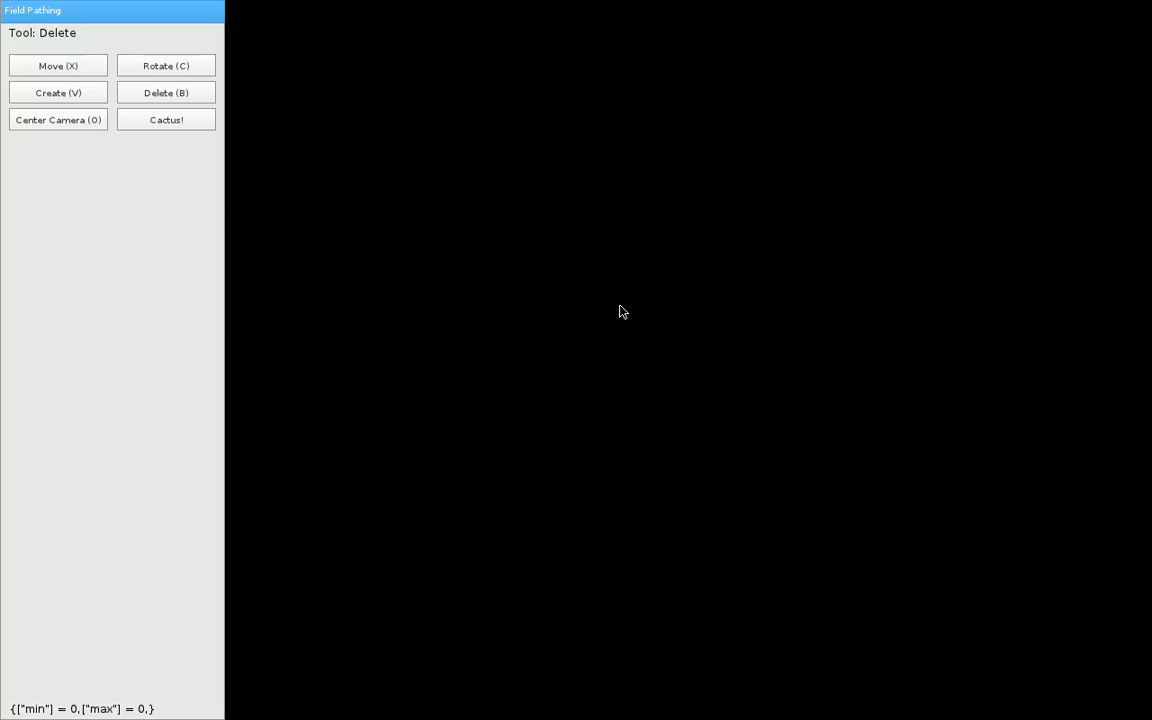 Field Pathing
Tool: Delete
Move (X)
Rotate (C)
Create (V)
Delete (B)
Center Camera (0)
Cactus!
{["min"] = 0,["max"] = 0,}